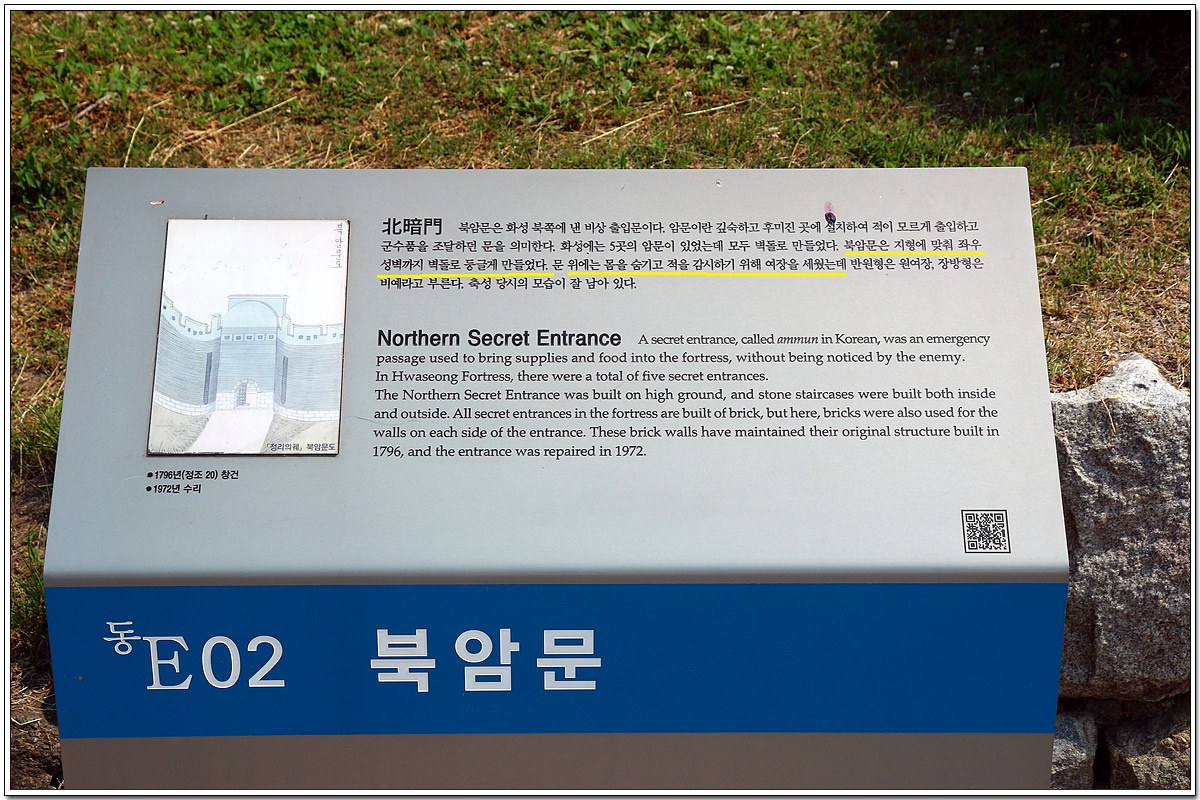 북암문도
「정리의궤」 북암문도
●1796년(정조 20) 창건
●1972년 수리
北暗門 북암문은 화성 북쪽에 낸 비상 출입문이다. 암문이란 깊숙하고 후미진 곳에 설치하여 적이 모르게 출입하고
군수품을 조달하던 문을 의미한다. 화성에는 5곳의 암문이 있었는데 모두 벽돌로 만들었다. 북암문은 지형에 맞춰 좌우
성벽까지 벽돌로 둥글게 만들었다. 문 위에는 몸을 숨기고 적을 감시하기 위해 여장을 세웠는데 반원형은 원여장, 장방형은
비예라고 부른다. 축성 당시의 모습이 잘 남아 있다.
Northern Secret Entrance A secret entrance, called ammun in Korean, was an emergency
passage used to bring supplies and food into the fortress, without being noticed by the enemy.
In Hwaseong Fortress, there were a total of five secret entrances.
The Northern Secret Entrance was built on high ground, and stone staircases were built both inside
and outside. All secret entrances in the fortress are built of brick, but here, bricks were also used for the
walls on each side of the entrance. These brick walls have maintained their original structure built in
1796, and the entrance was repaired in 1972.
동E02 북암문